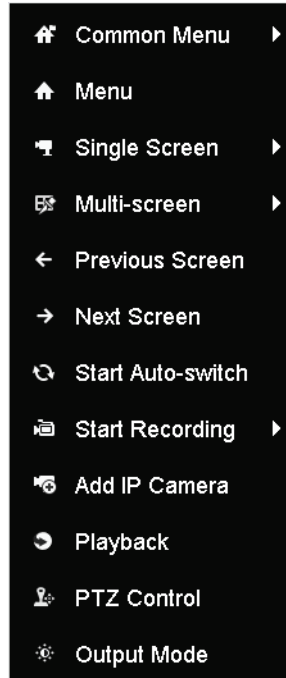 Common Menu
Menu
Single Screen
Multi-screen
Previous Screen
Next Screen
Start Auto-switch
Start Recording
Add IP Camera
Playback
PTZ Control
Output Mode